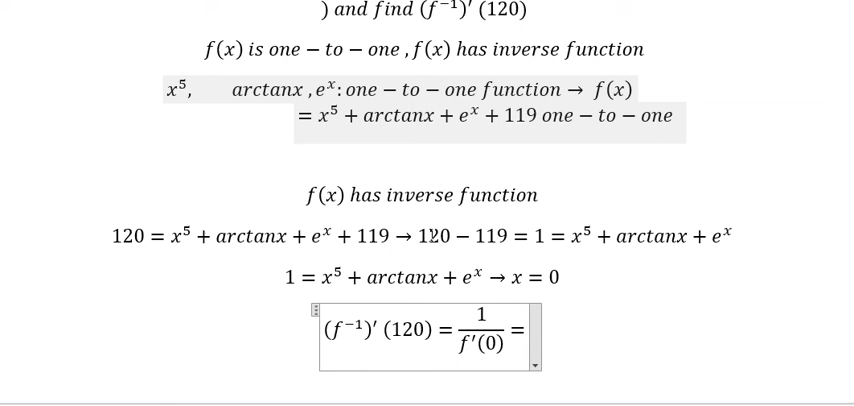 ) and find (f⁻¹)′ (120)
f(x) is one − to − one , f(x) has inverse function
x⁵, arctanx , eˣ: one − to − one function → f(x)
= x⁵ + arctanx + eˣ + 119 one − to − one
f(x) has inverse function
120 = x⁵ + arctanx + eˣ + 119 → 120 − 119 = 1 = x⁵ + arctanx + eˣ
1 = x⁵ + arctanx + eˣ → x = 0
(f⁻¹)′ (120) = 1/f′(0) =